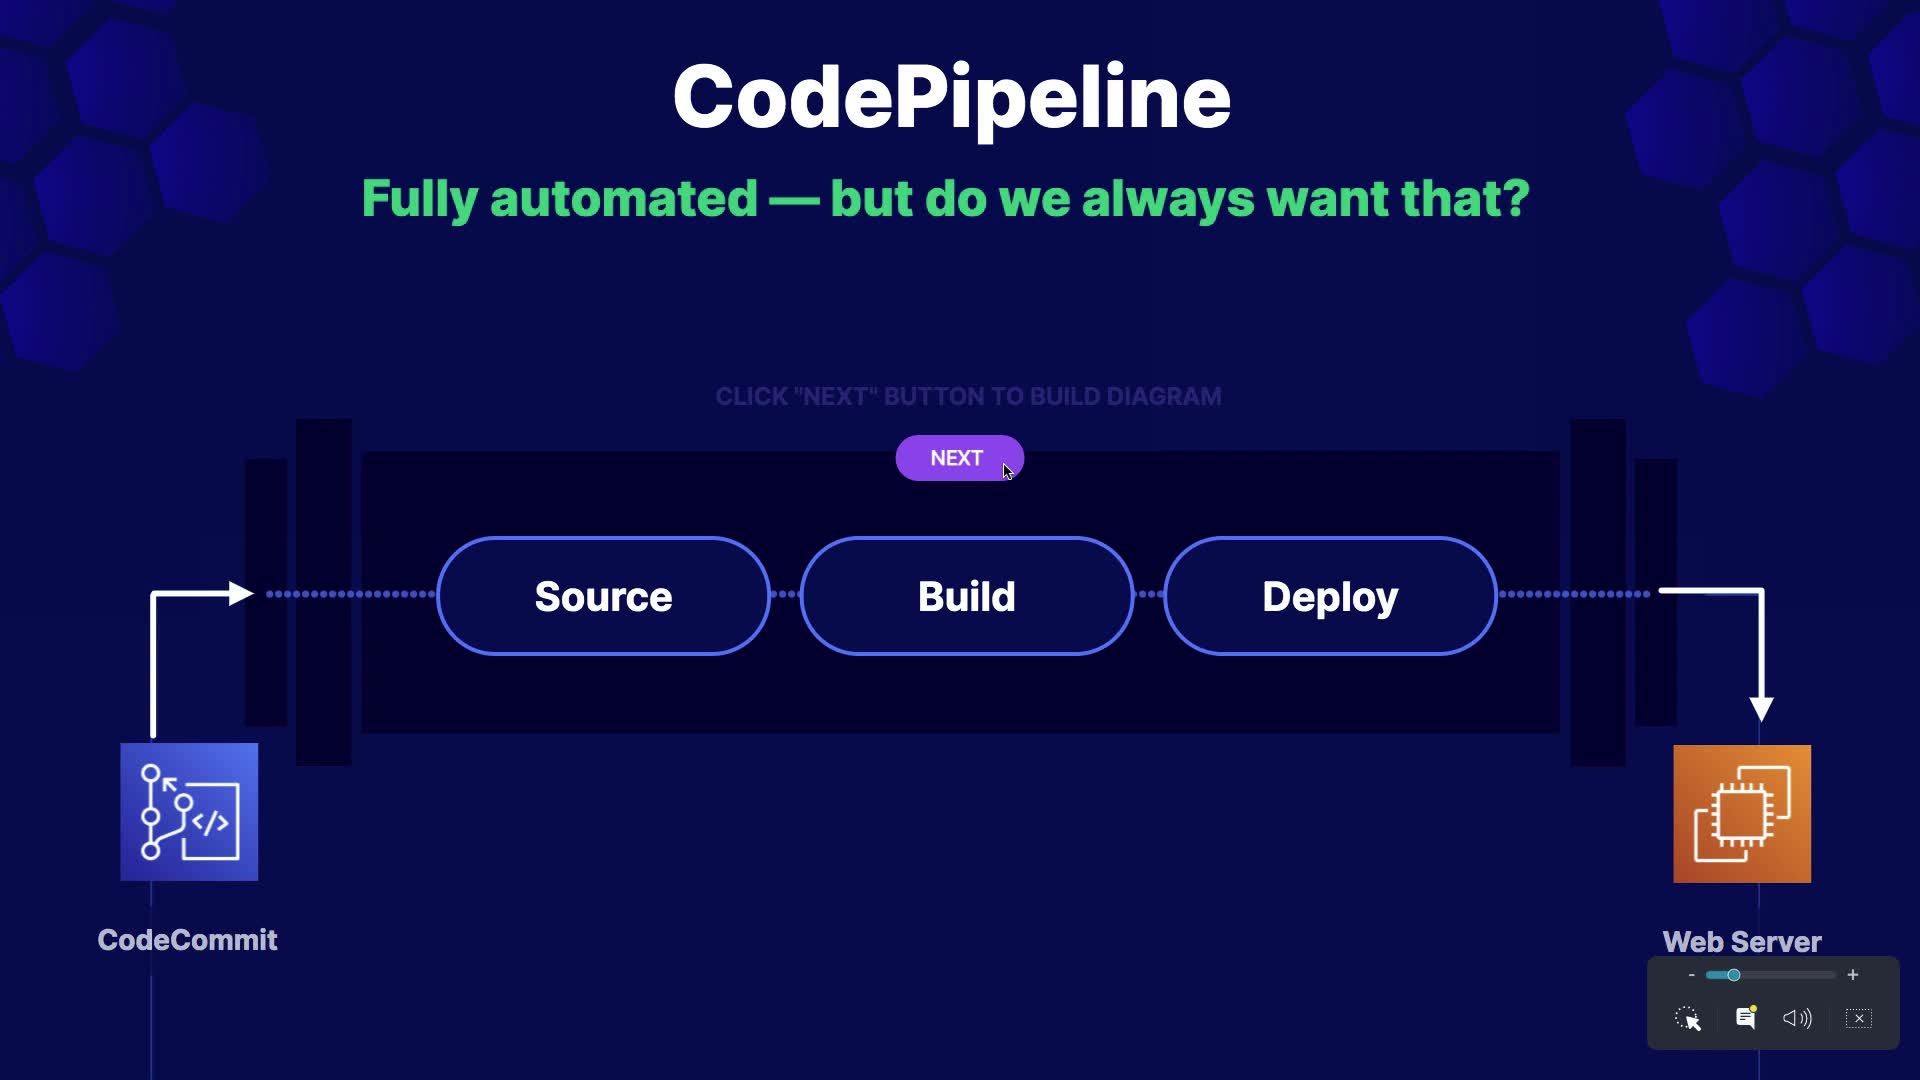 CodePipeline
Fully automated — but do we always want that?
CLICK "NEXT" BUTTON TO BUILD DIAGRAM
NEXT
Source
Build
Deploy
</>
CodeCommit
Web Server
- +